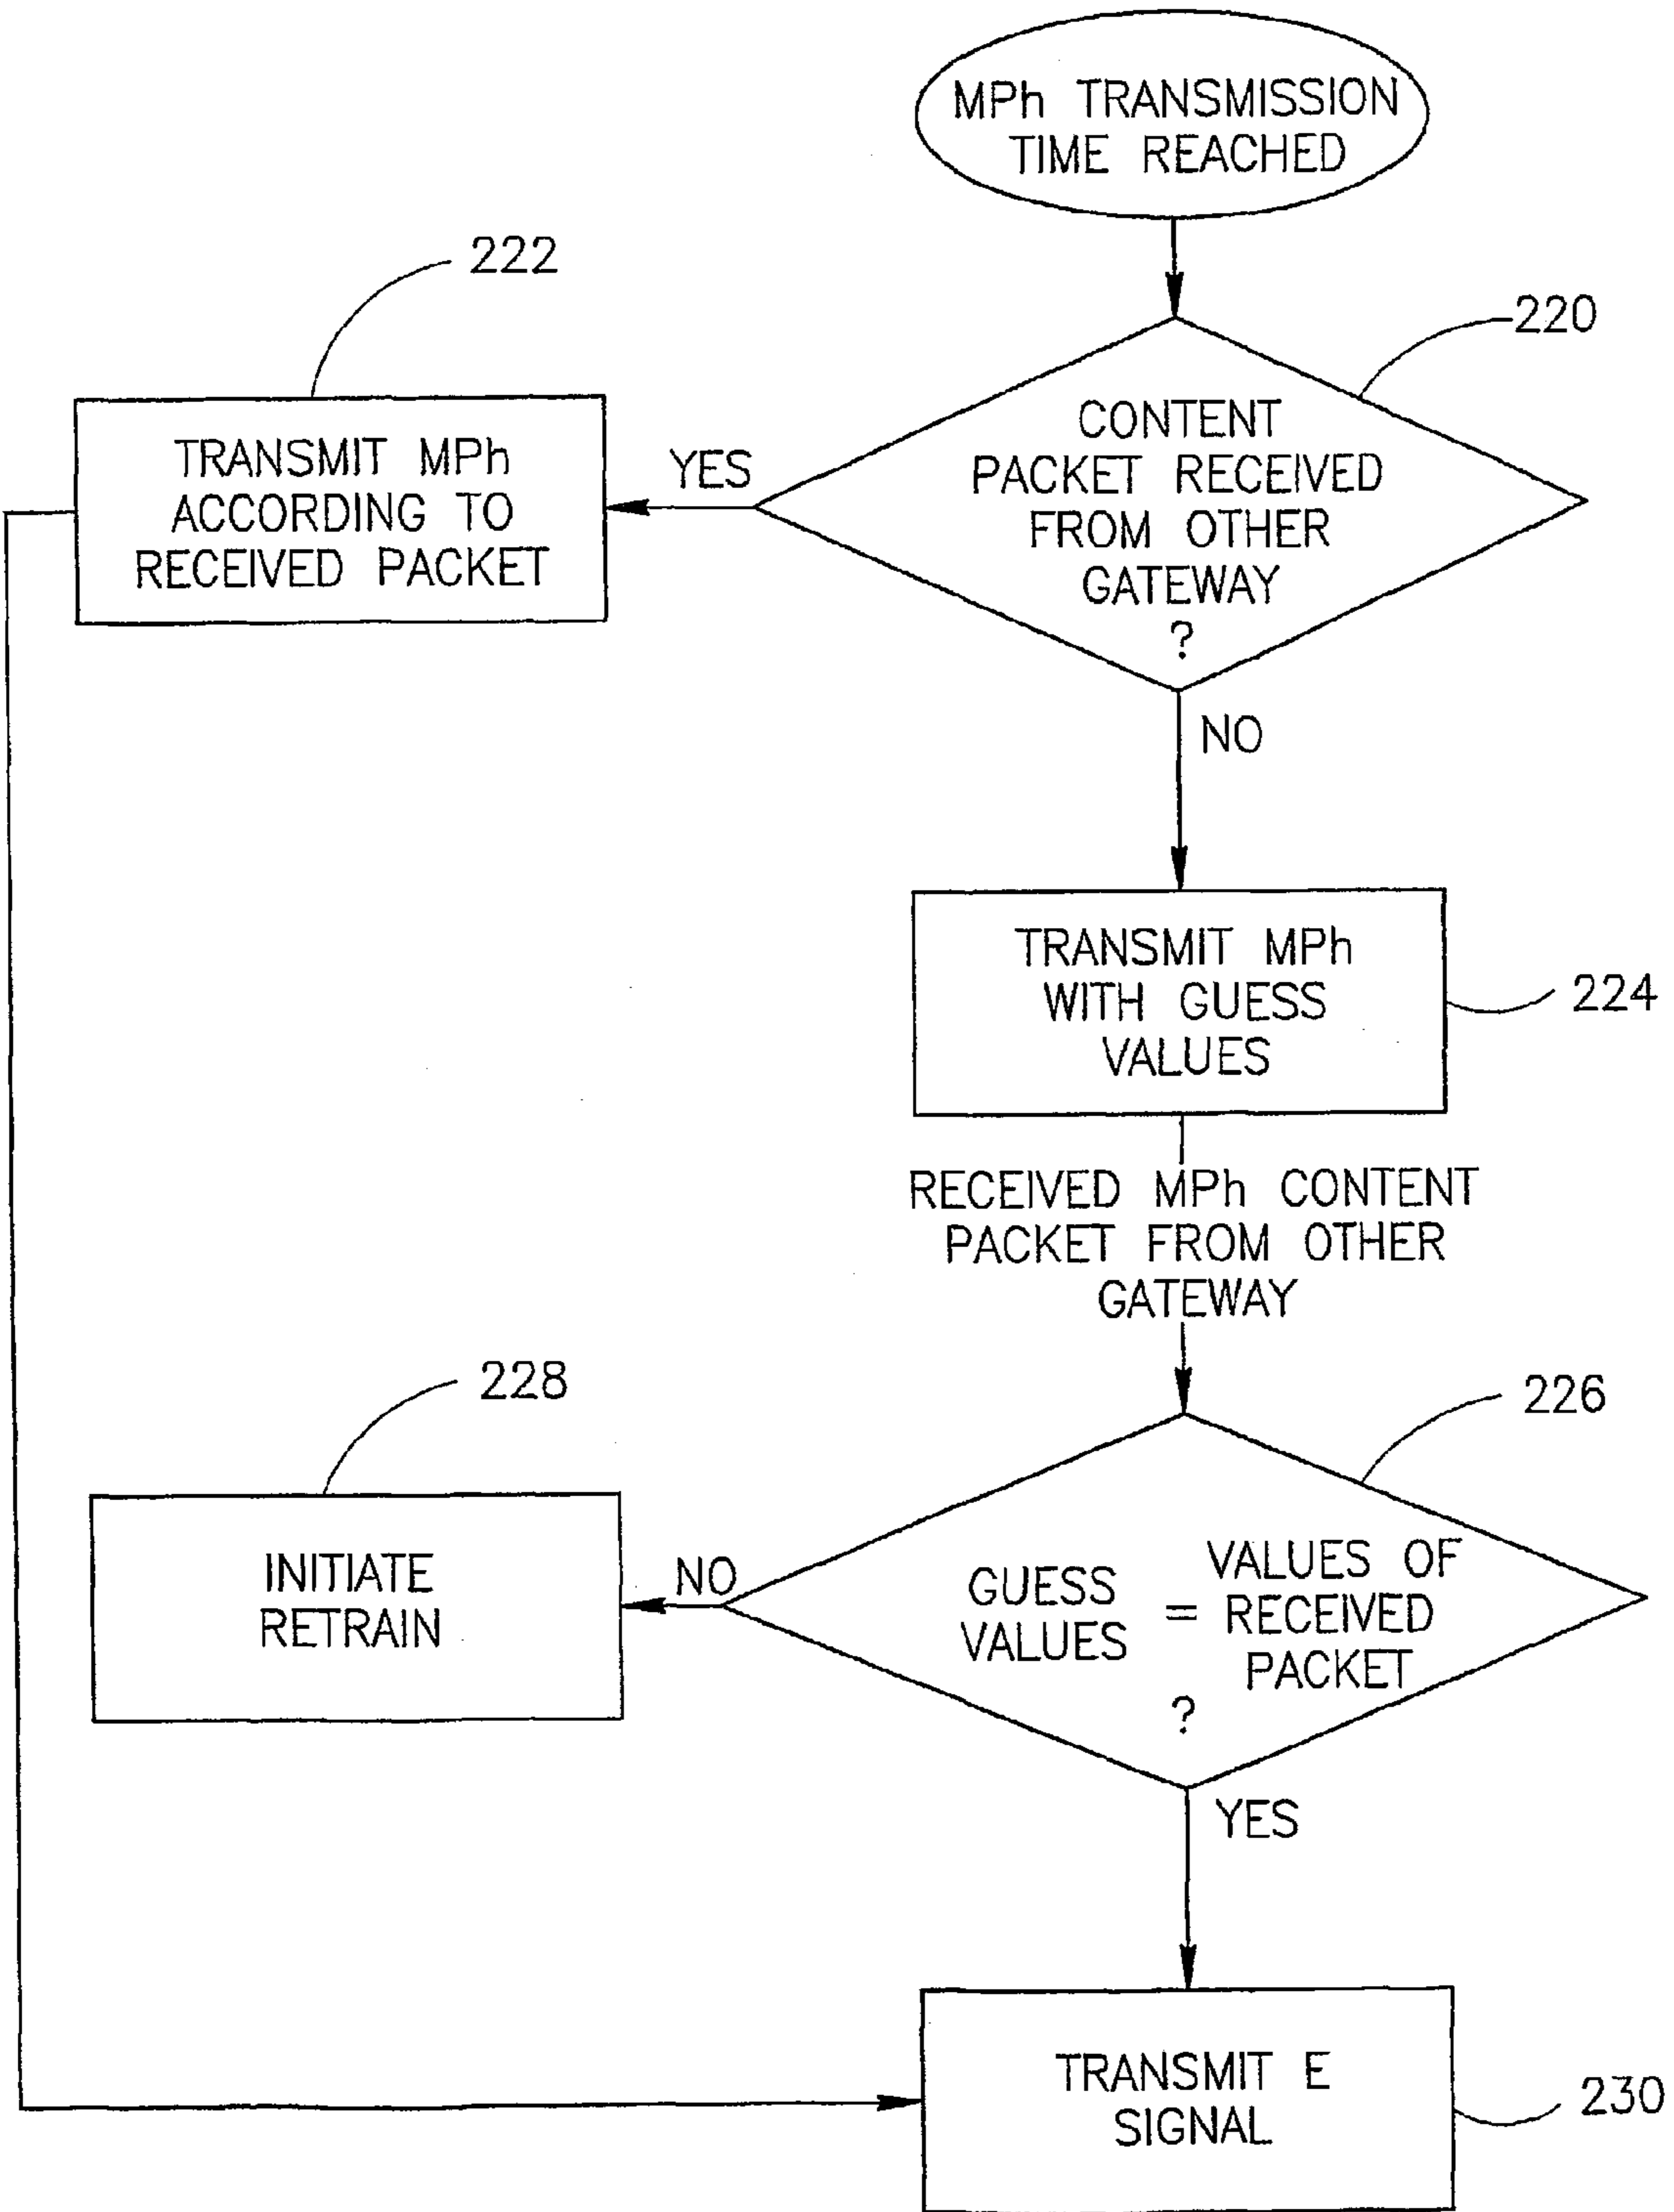 MPh TRANSMISSION
TIME REACHED
222
220
CONTENT
PACKET RECEIVED
FROM OTHER
GATEWAY
?
YES
TRANSMIT MPh
ACCORDING TO
RECEIVED PACKET
NO
TRANSMIT MPh
WITH GUESS
VALUES
224
RECEIVED MPh CONTENT
PACKET FROM OTHER
GATEWAY
228
226
GUESS
VALUES
=
VALUES OF
RECEIVED
PACKET
?
NO
INITIATE
RETRAIN
YES
TRANSMIT E
SIGNAL
230